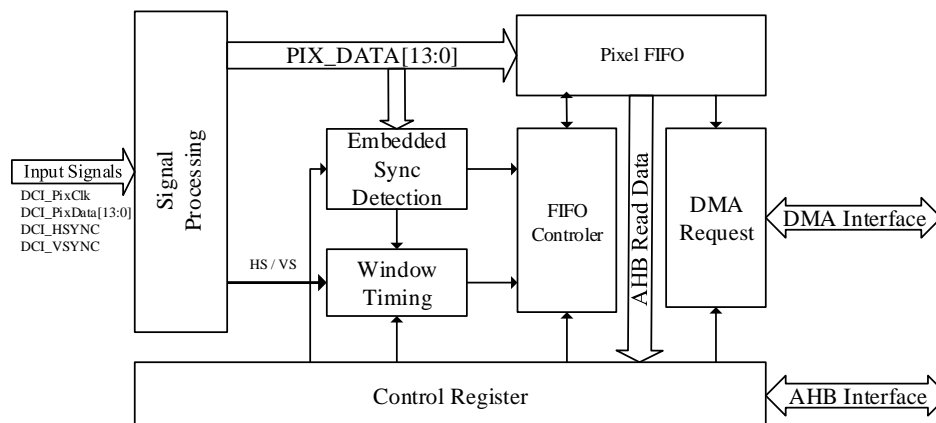 PIX_DATA[13:0]
Pixel FIFO
Signal
Processing
Input Signals
DCI_PixClk
DCI_PixData[13:0]
DCI_HSYNC
DCI_VSYNC
Embedded
Sync
Detection
FIFO
Controler
AHB Read Data
DMA
Request
DMA Interface
HS / VS
Window
Timing
Control Register
AHB Interface